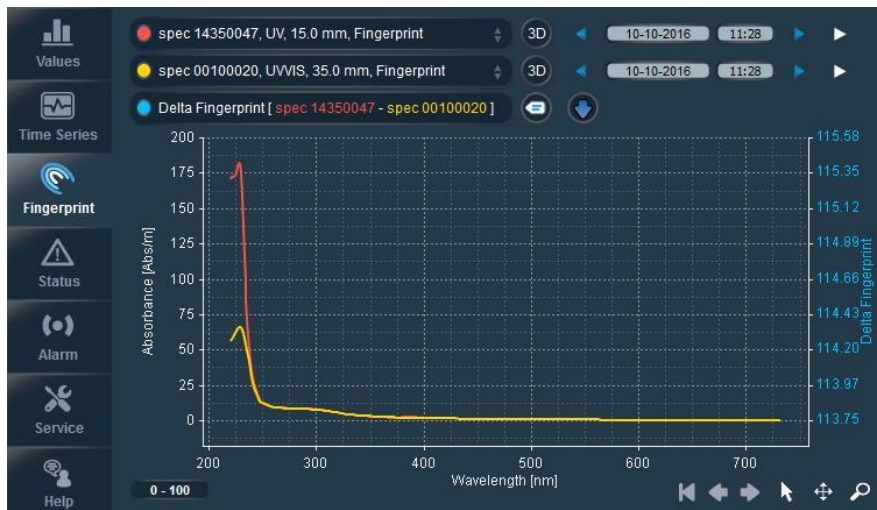 Values
Time Series
Fingerprint
Status
Alarm
Service
Help
spec 14350047, UV, 15.0 mm, Fingerprint 3D 10-10-2016 11:28
spec 00100020, UVVIS, 35.0 mm, Fingerprint 3D 10-10-2016 11:28
Delta Fingerprint [ spec 14350047 - spec 00100020 ]
Absorbance [Abs/m]
200
175
150
125
100
75
50
25
0
115.58
115.35
115.12
114.89
114.66
114.43
114.20
113.97
113.75
Delta Fingerprint
200 300 400 500 600 700
Wavelength [nm]
0 - 100